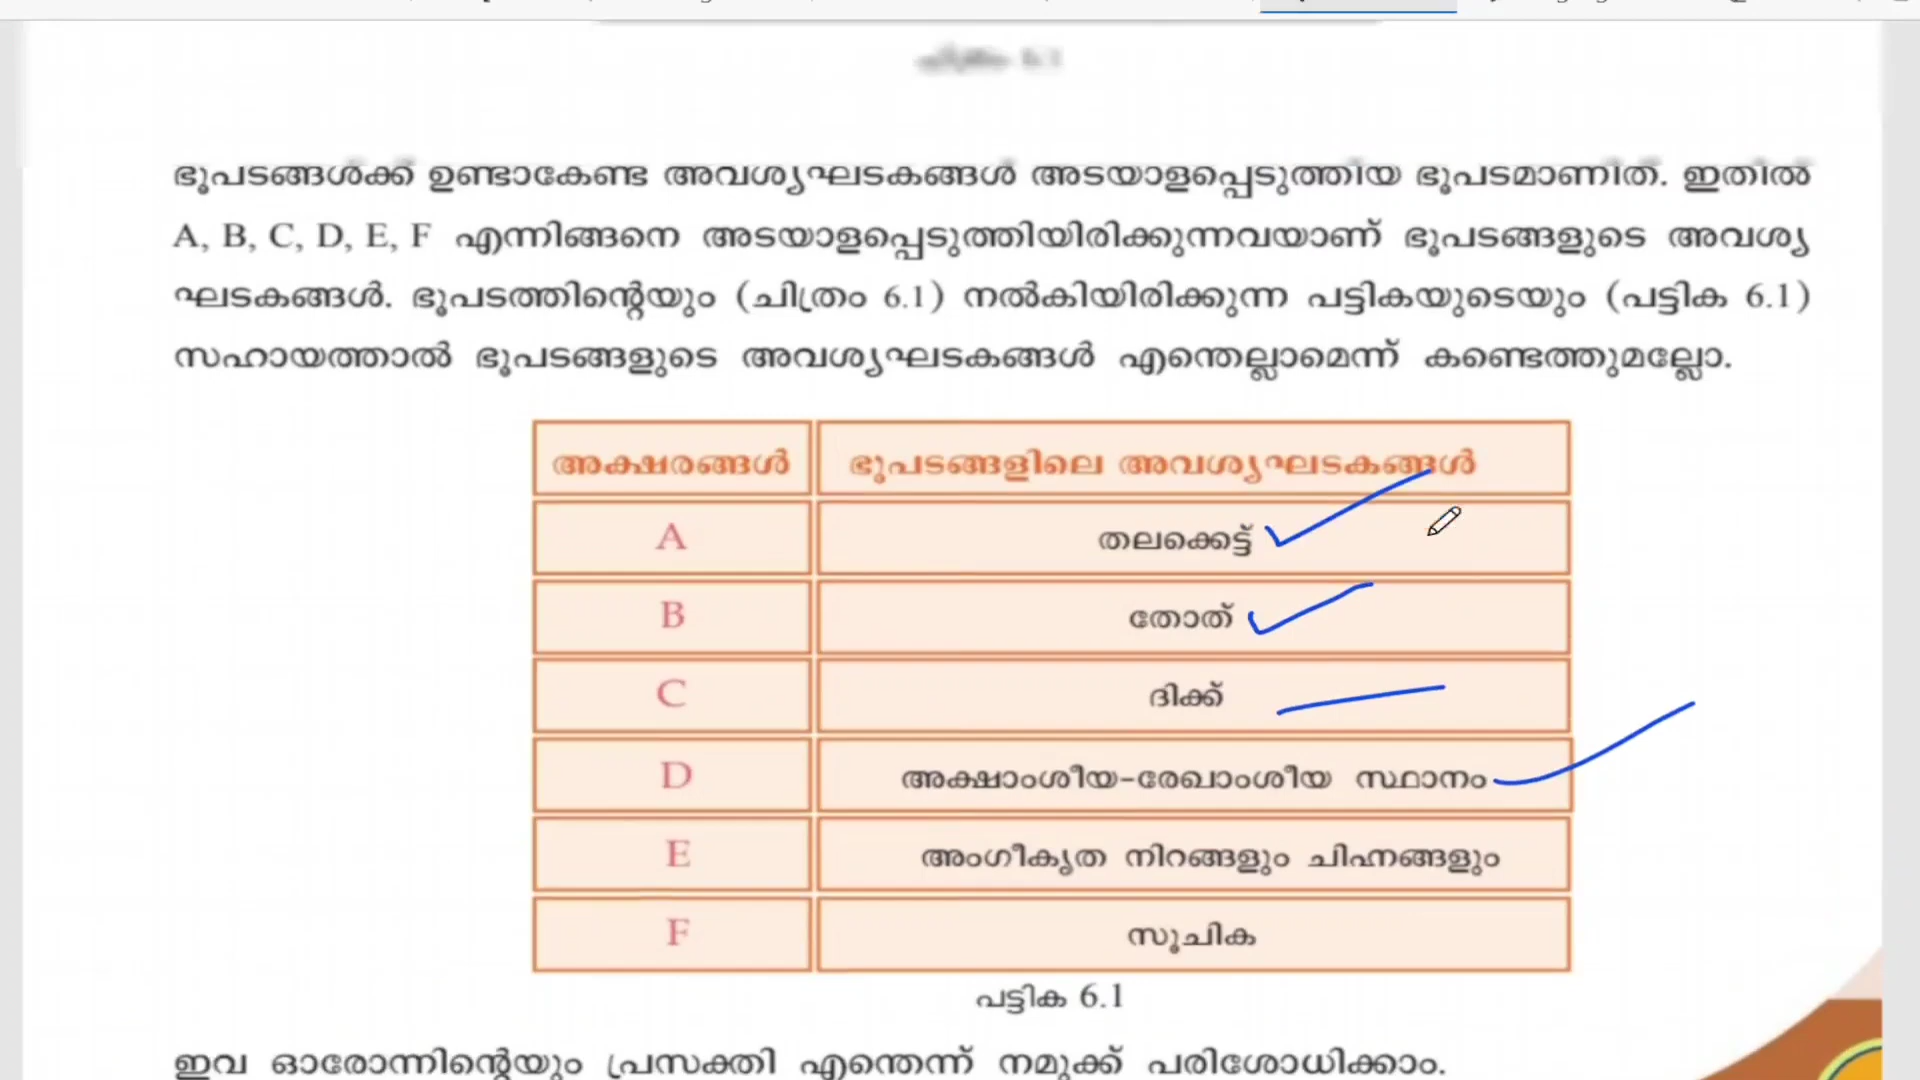 ചിത്രം 6.1
ഭൂപടങ്ങൾക്ക് ഉണ്ടാകേണ്ട അവശ്യഘടകങ്ങൾ അടയാളപ്പെടുത്തിയ ഭൂപടമാണിത്. ഇതിൽ
A, B, C, D, E, F എന്നിങ്ങനെ അടയാളപ്പെടുത്തിയിരിക്കുന്നവയാണ് ഭൂപടങ്ങളുടെ അവശ്യ
ഘടകങ്ങൾ. ഭൂപടത്തിന്റെയും (ചിത്രം 6.1) നൽകിയിരിക്കുന്ന പട്ടികയുടെയും (പട്ടിക 6.1)
സഹായത്താൽ ഭൂപടങ്ങളുടെ അവശ്യഘടകങ്ങൾ എന്തെല്ലാമെന്ന് കണ്ടെത്തുമല്ലോ.
അക്ഷരങ്ങൾ ഭൂപടങ്ങളിലെ അവശ്യഘടകങ്ങൾ
A തലക്കെട്ട്
B തോത്
C ദിക്ക്
D അക്ഷാംശീയ-രേഖാംശീയ സ്ഥാനം
E അംഗീകൃത നിറങ്ങളും ചിഹ്നങ്ങളും
F സൂചിക
പട്ടിക 6.1
ഇവ ഓരോന്നിന്റെയും പ്രസക്തി എന്തെന്ന് നമുക്ക് പരിശോധിക്കാം.